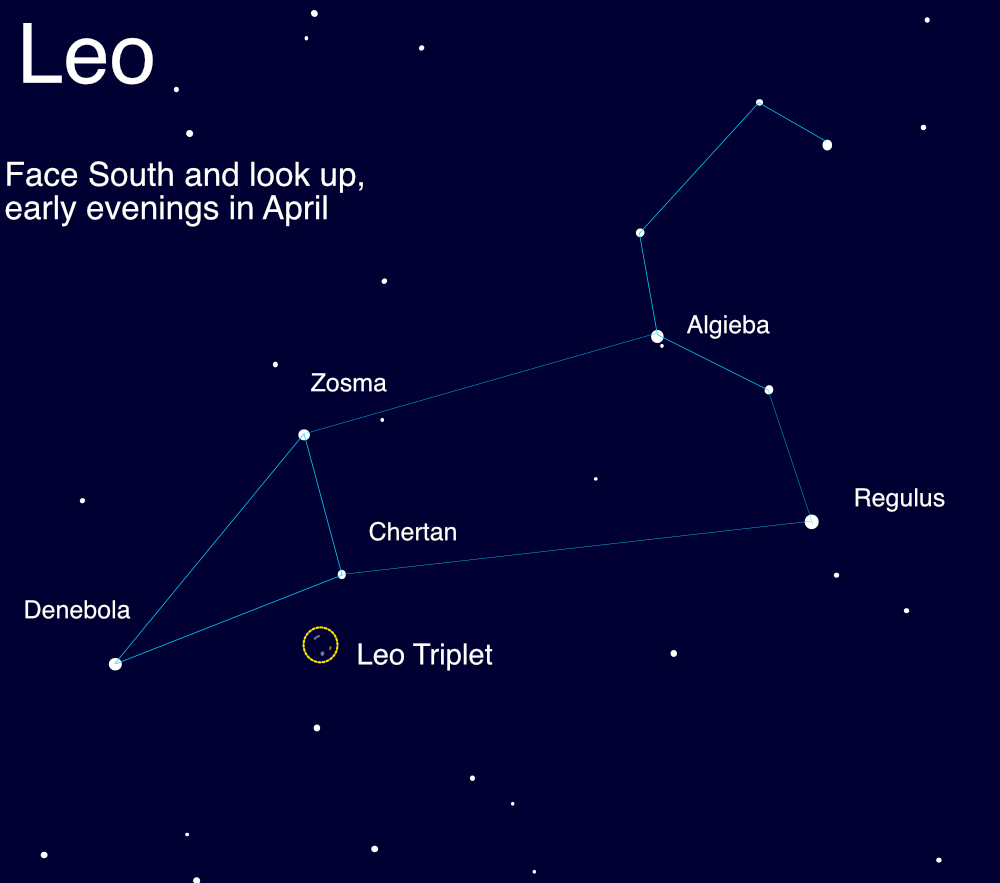 Leo
Face South and look up,
early evenings in April
Algieba
Zosma
Regulus
Chertan
Denebola
Leo Triplet